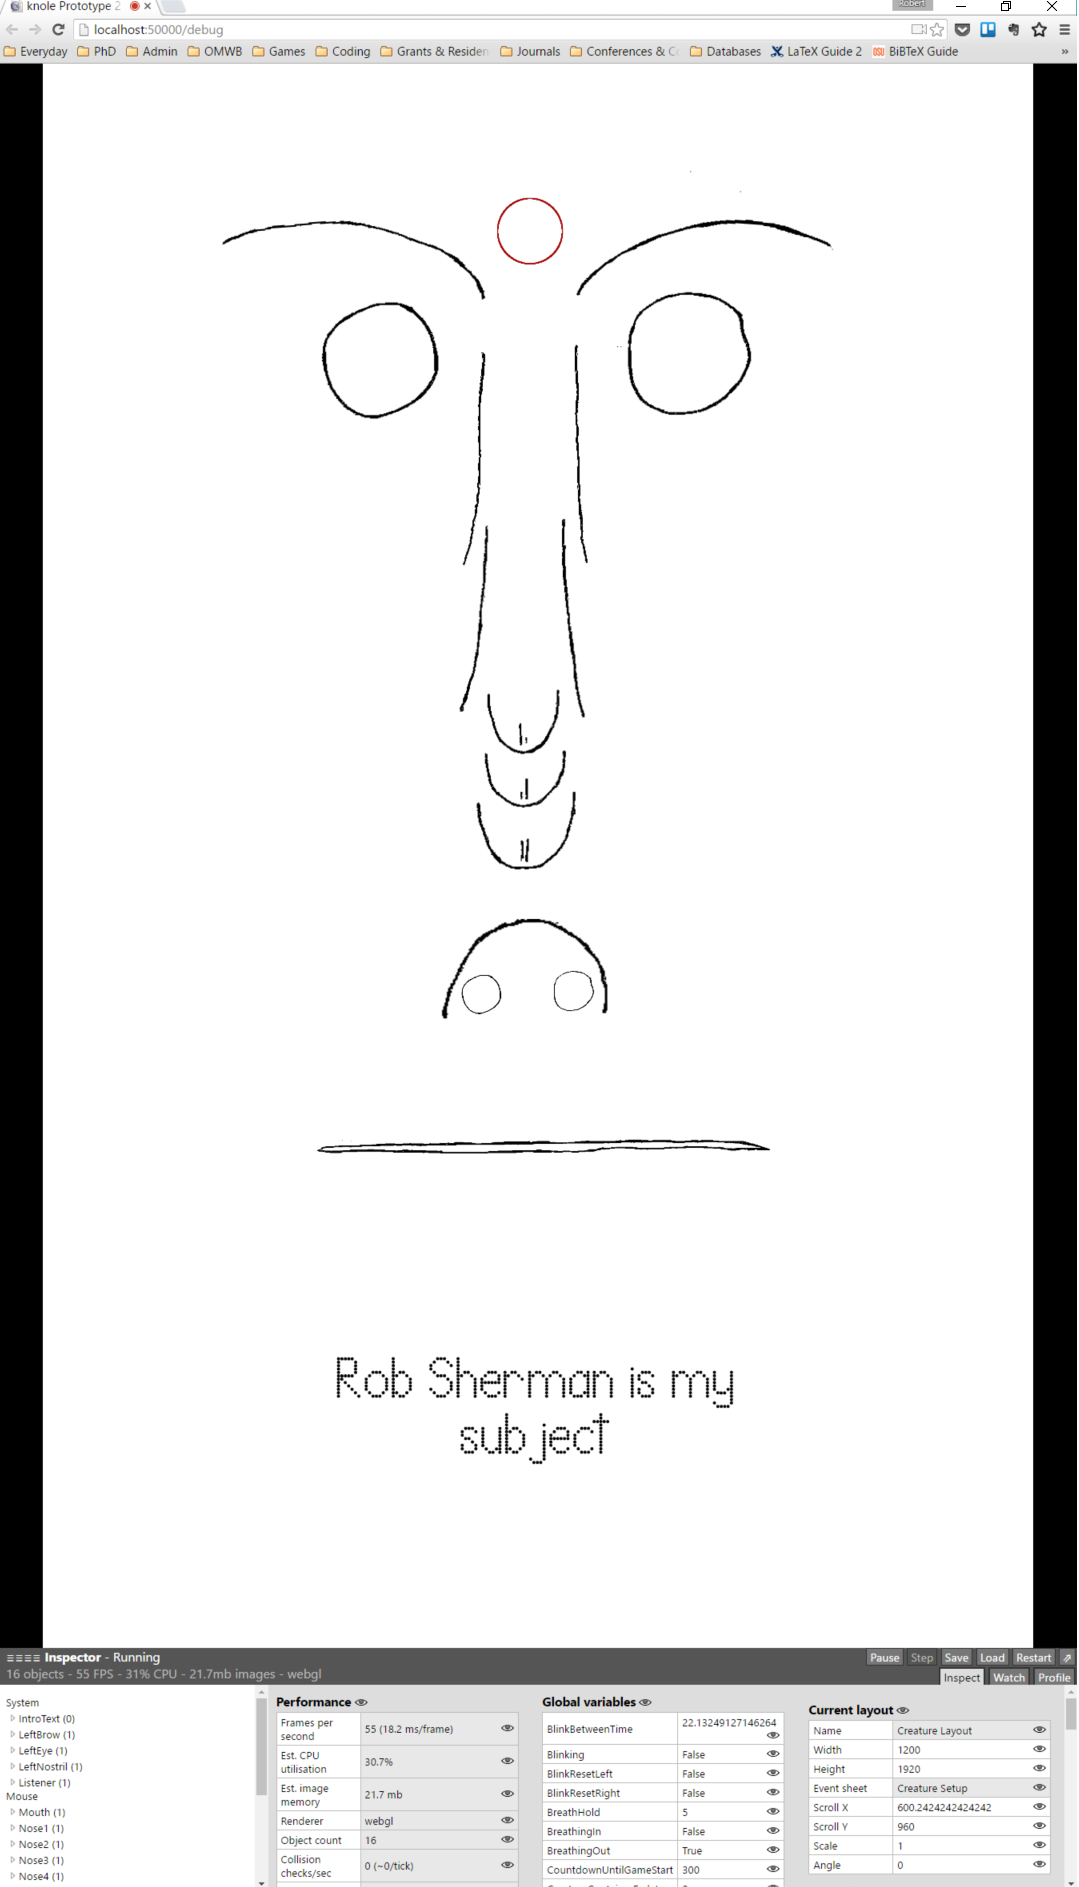 knole Prototype 2
Robert
localhost:50000/debug
Everyday PhD Admin OMWB Games Coding Grants & Residen Journals Conferences & C Databases LaTeX Guide 2 OSU BiBTeX Guide »
Rob Sherman is my
subject
Inspector - Running
Pause Step Save Load Restart
16 objects - 55 FPS - 31% CPU - 21.7mb images - webgl
Inspect Watch Profile
System
IntroText (0)
LeftBrow (1)
LeftEye (1)
LeftNostril (1)
Listener (1)
Mouse
Mouth (1)
Nose1 (1)
Nose2 (1)
Nose3 (1)
Nose4 (1)
Performance
Frames per
second
55 (18.2 ms/frame)
Est. CPU
utilisation
30.7%
Est. image
memory
21.7 mb
Renderer webgl
Object count 16
Collision
checks/sec
0 (~0/tick)
Global variables
BlinkBetweenTime 22.13249127146264
Blinking False
BlinkResetLeft False
BlinkResetRight False
BreathHold 5
BreathingIn False
BreathingOut True
CountdownUntilGameStart 300
Current layout
Name Creature Layout
Width 1200
Height 1920
Event sheet Creature Setup
Scroll X 600.2424242424242
Scroll Y 960
Scale 1
Angle 0